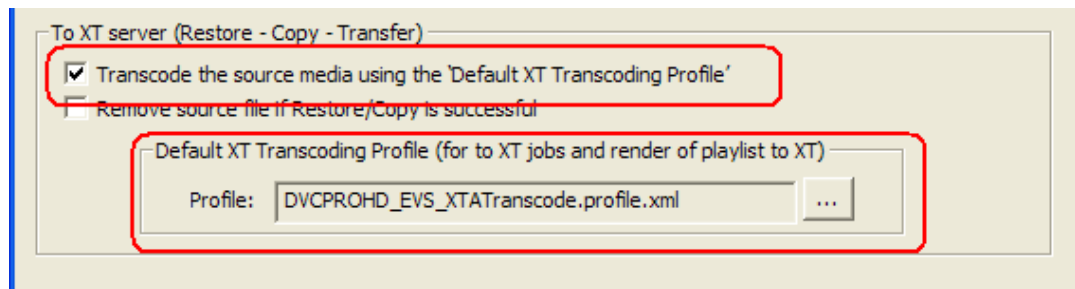 To XT server (Restore - Copy - Transfer)
Transcode the source media using the 'Default XT Transcoding Profile'
Remove source file if Restore/Copy is successful
Default XT Transcoding Profile (for to XT jobs and render of playlist to XT)
Profile: DVCPROHD_EVS_XTATranscode.profile.xml ...